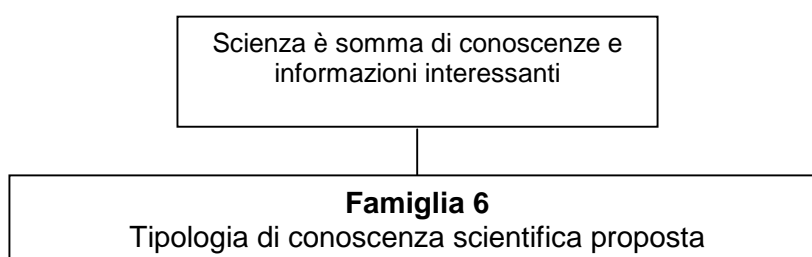 Scienza è somma di conoscenze e
informazioni interessanti
Famiglia 6
Tipologia di conoscenza scientifica proposta